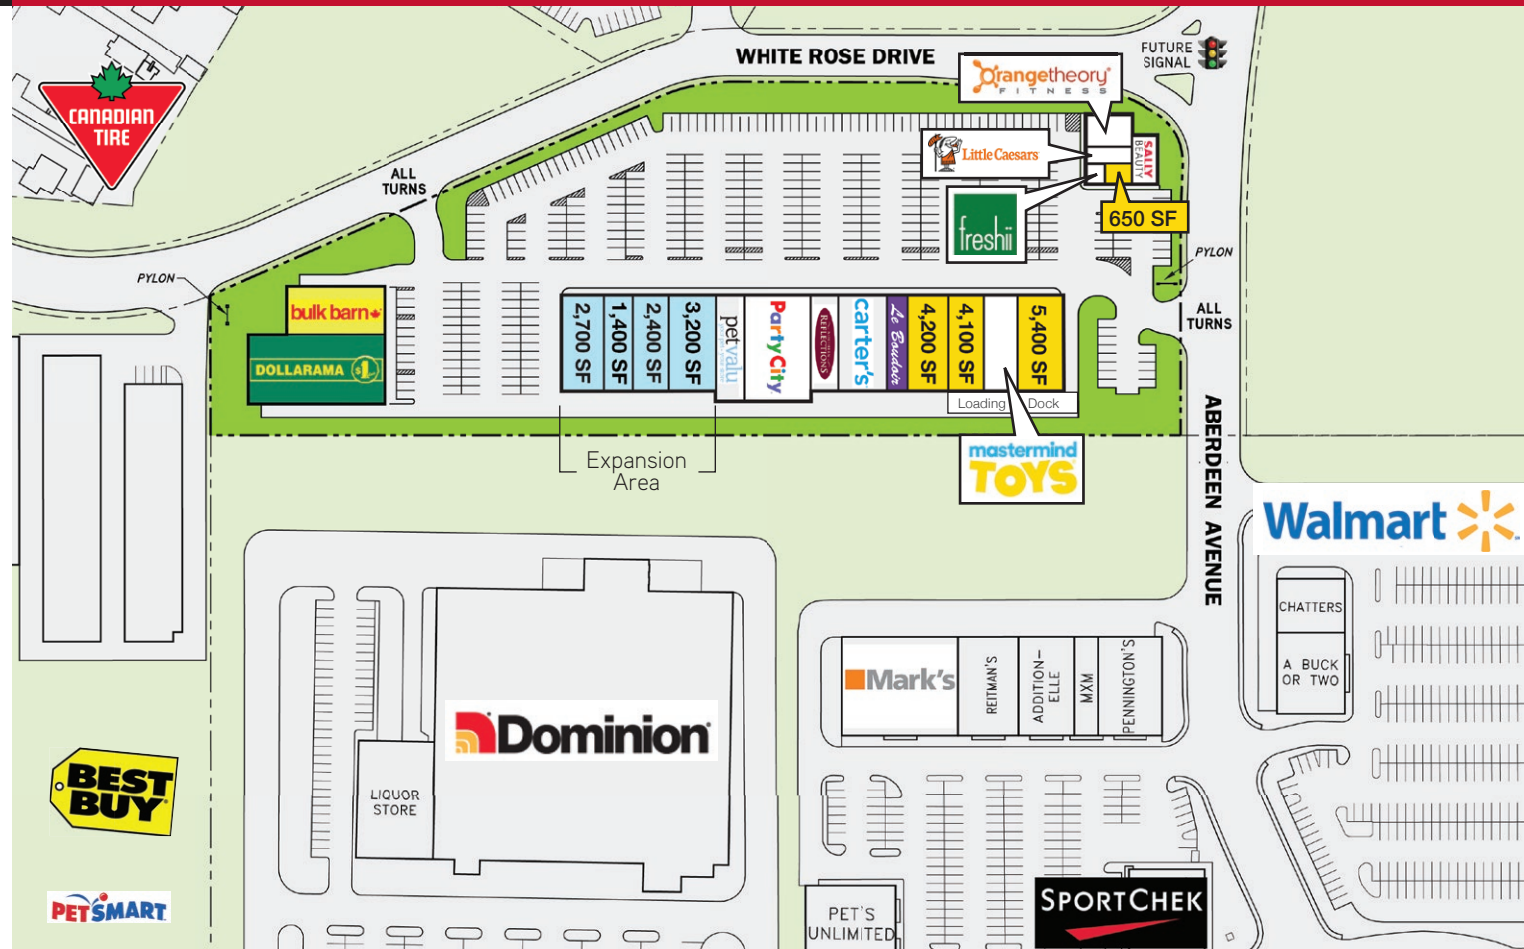 WHITE ROSE DRIVE
FUTURE
SIGNAL
Orangetheory®
FITNESS
CANADIAN
TIRE
Little Caesars
SALLY
BEAUTY
ALL
TURNS
freshii
650 SF
PYLON
PYLON
ALL
TURNS
bulk barn
DOLLARAMA $1
2,700 SF
1,400 SF
2,400 SF
3,200 SF
petvalu
PartyCity
REFLECTIONS
carter's
Le Boudoir
4,200 SF
4,100 SF
5,400 SF
Loading Dock
Expansion
Area
mastermind
TOYS
ABERDEEN AVENUE
Walmart
CHATTERS
A BUCK
OR TWO
Mark's
REITMAN'S
ADDITION-
ELLE
MXM
PENNINGTON'S
Dominion
BEST
BUY
LIQUOR
STORE
PETSMART
PET'S
UNLIMITED
SPORTCHEK